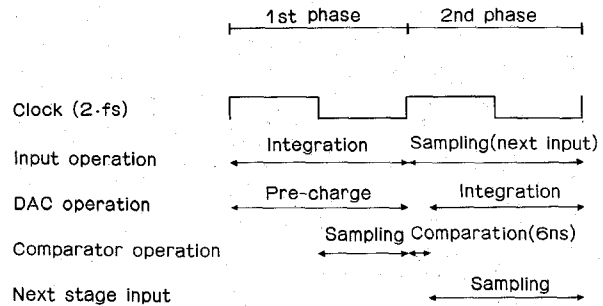 1st phase 2nd phase
Clock (2·fs)
Integration Sampling(next input)
Input operation
Pre-charge Integration
DAC operation
Sampling Comparation(6ns)
Comparator operation
Sampling
Next stage input